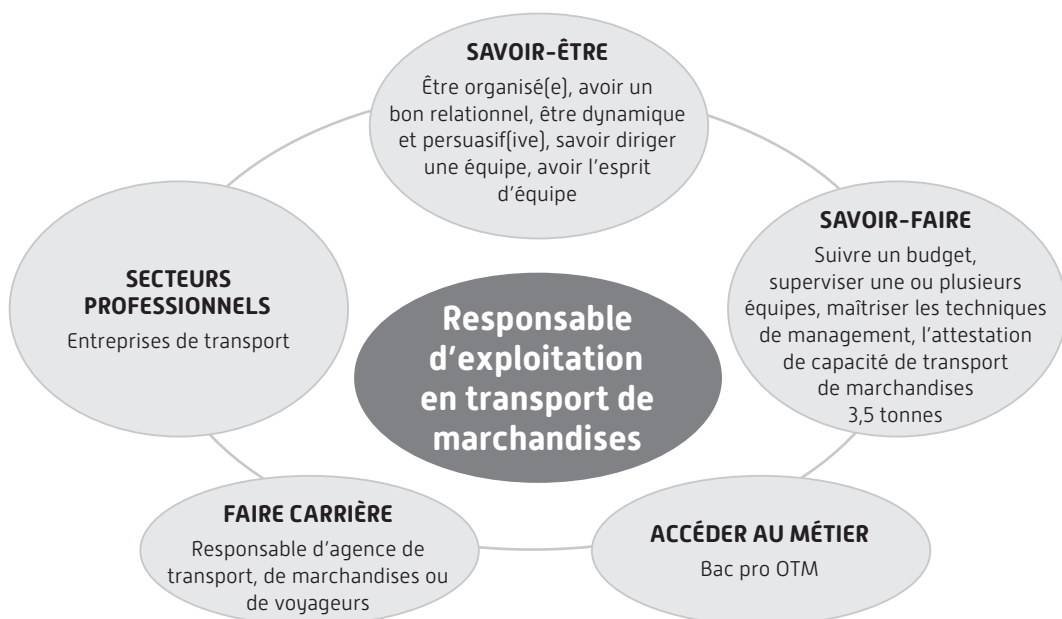 SAVOIR-ÊTRE
Être organisé(e), avoir un
bon relationnel, être dynamique
et persuasif(ive), savoir diriger
une équipe, avoir l'esprit
d'équipe
SAVOIR-FAIRE
Suivre un budget,
superviser une ou plusieurs
équipes, maîtriser les techniques
de management, l'attestation
de capacité de transport
de marchandises
3,5 tonnes
SECTEURS
PROFESSIONNELS
Entreprises de transport
Responsable
d'exploitation
en transport de
marchandises
FAIRE CARRIÈRE
Responsable d'agence de
transport, de marchandises ou
de voyageurs
ACCÉDER AU MÉTIER
Bac pro OTM